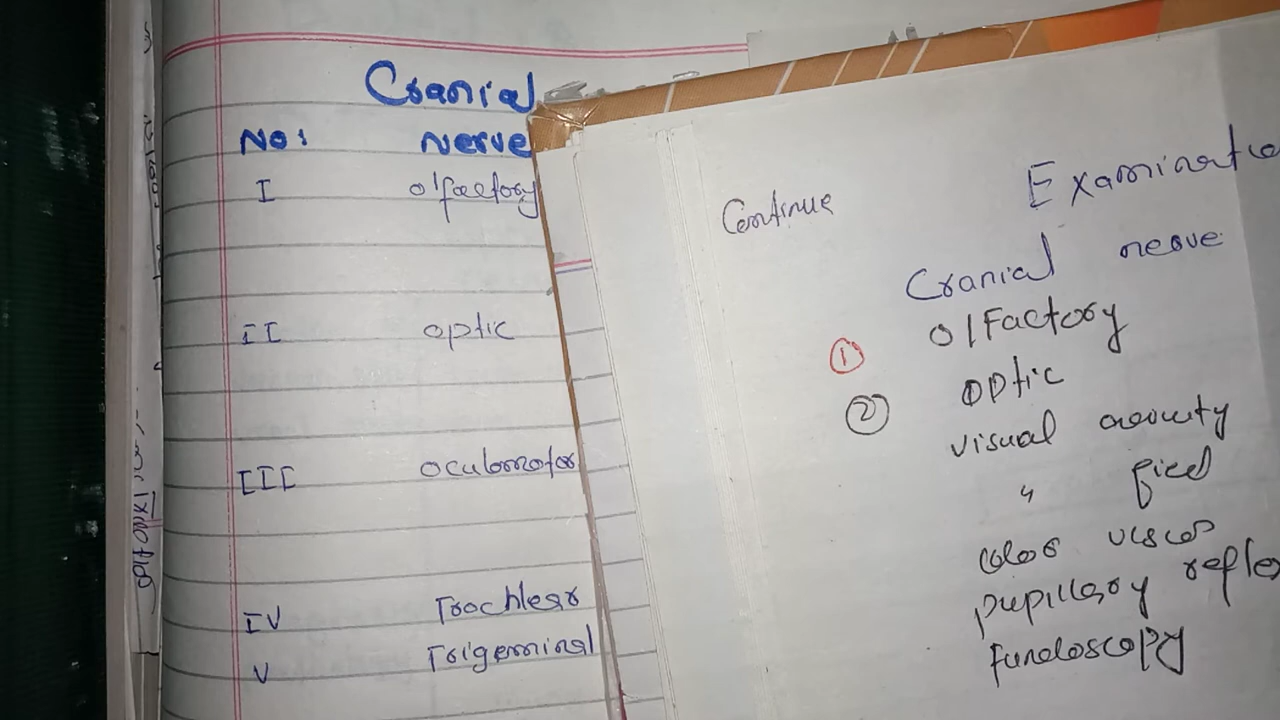 Cranial
No: Nerve
I olfactory
II optic
III oculomotor
IV Trochlear
V Trigeminal
Continue Examinatio
Cranial nerve
① Olfactory
② Optic
visual
" field
color vision
pupillary reflex
Fundoscopy